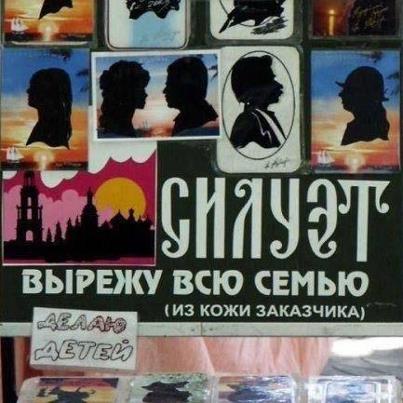 СИЛУЭТ
ВЫРЕЖУ ВСЮ СЕМЬЮ
(ИЗ КОЖИ ЗАКАЗЧИКА)
ДЕЛАЮ
ДЕТЕЙ